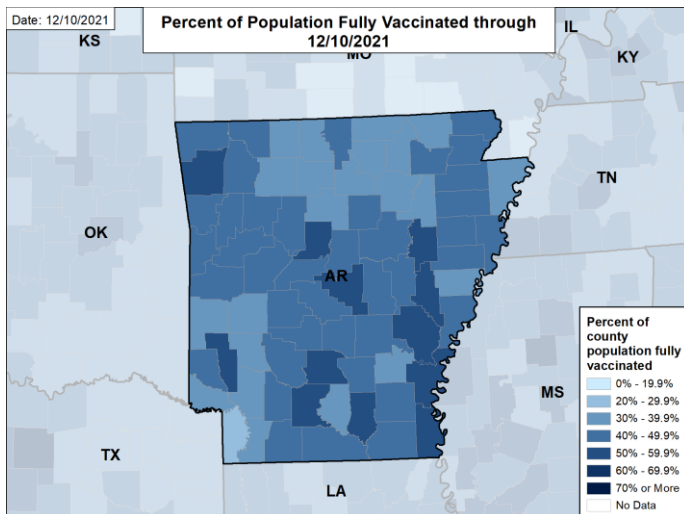 Date: 12/10/2021
Percent of Population Fully Vaccinated through
12/10/2021
KS
MO
IL
KY
TN
OK
AR
MS
TX
LA
Percent of
county
population fully
vaccinated
0% - 19.9%
20% - 29.9%
30% - 39.9%
40% - 49.9%
50% - 59.9%
60% - 69.9%
70% or More
No Data